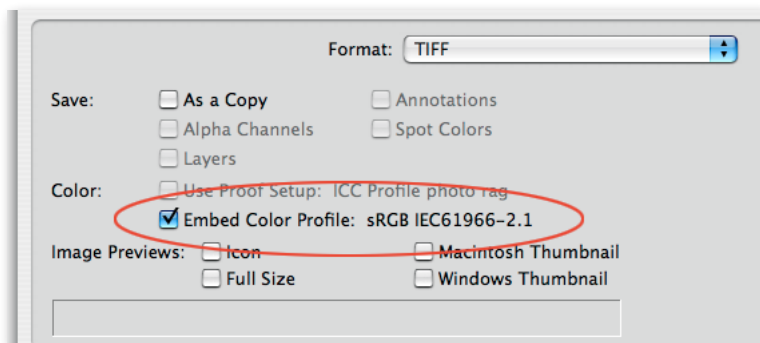 Format: TIFF
Save: As a Copy Annotations
Alpha Channels Spot Colors
Layers
Color: Use Proof Setup: ICC Profile photo rag
Embed Color Profile: sRGB IEC61966-2.1
Image Previews: Icon Macintosh Thumbnail
Full Size Windows Thumbnail